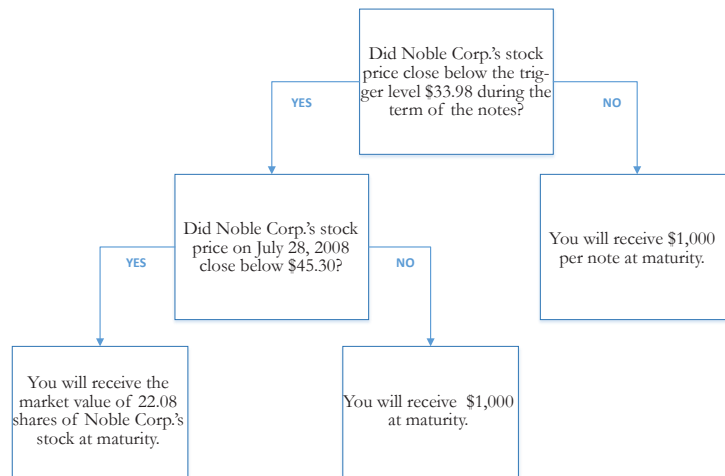 Did Noble Corp.'s stock
price close below the trig-
ger level $33.98 during the
term of the notes?
YES
NO
Did Noble Corp.'s stock
price on July 28, 2008
close below $45.30?
You will receive $1,000
per note at maturity.
YES
NO
You will receive the
market value of 22.08
shares of Noble Corp.'s
stock at maturity.
You will receive $1,000
at maturity.